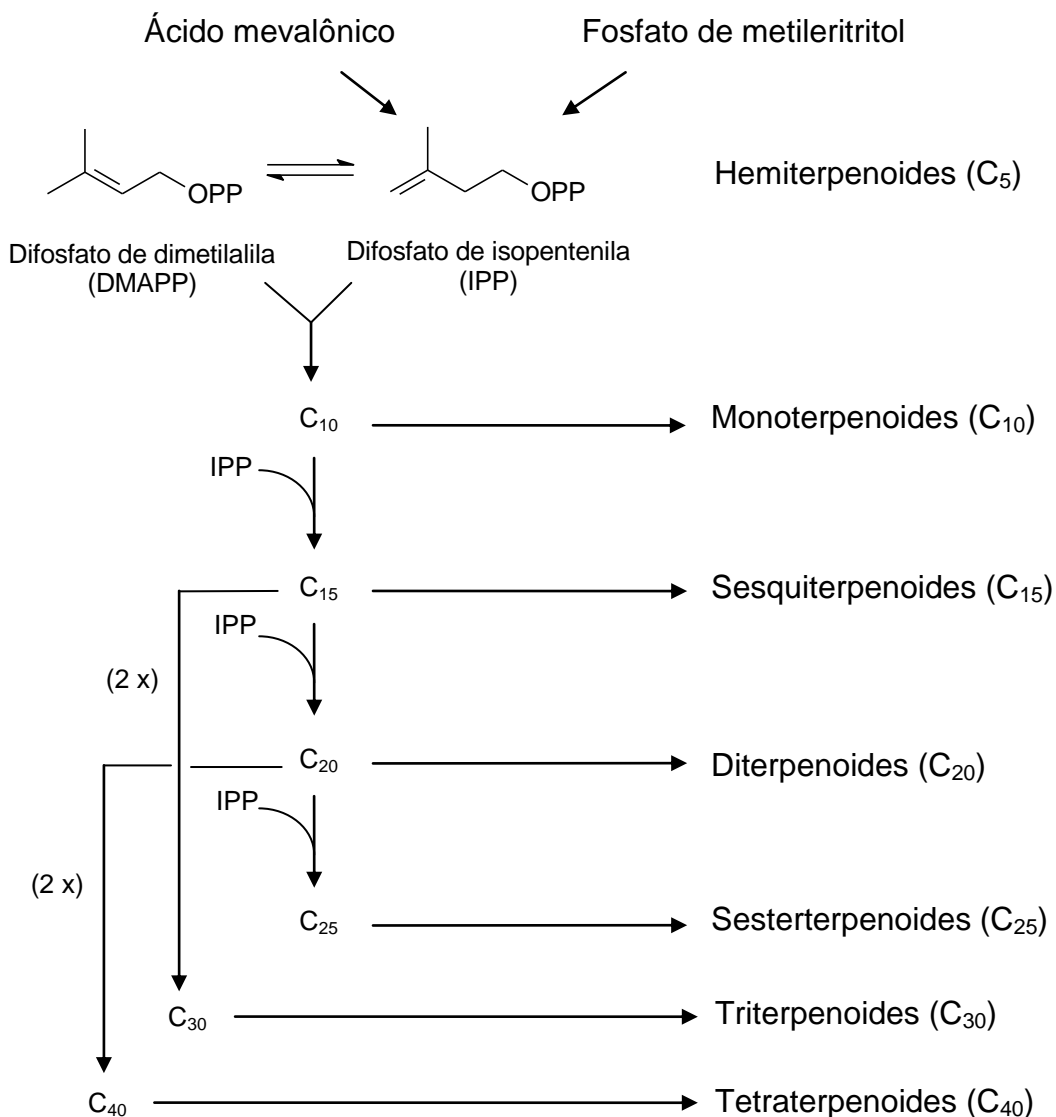 Ácido mevalônico
Fosfato de metileritritol
OPP
OPP
Hemiterpenoides (C5)
Difosfato de dimetilalila
(DMAPP)
Difosfato de isopentenila
(IPP)
C10
Monoterpenoides (C10)
IPP
C15
Sesquiterpenoides (C15)
IPP
(2 x)
C20
Diterpenoides (C20)
IPP
(2 x)
C25
Sesterterpenoides (C25)
C30
Triterpenoides (C30)
C40
Tetraterpenoides (C40)